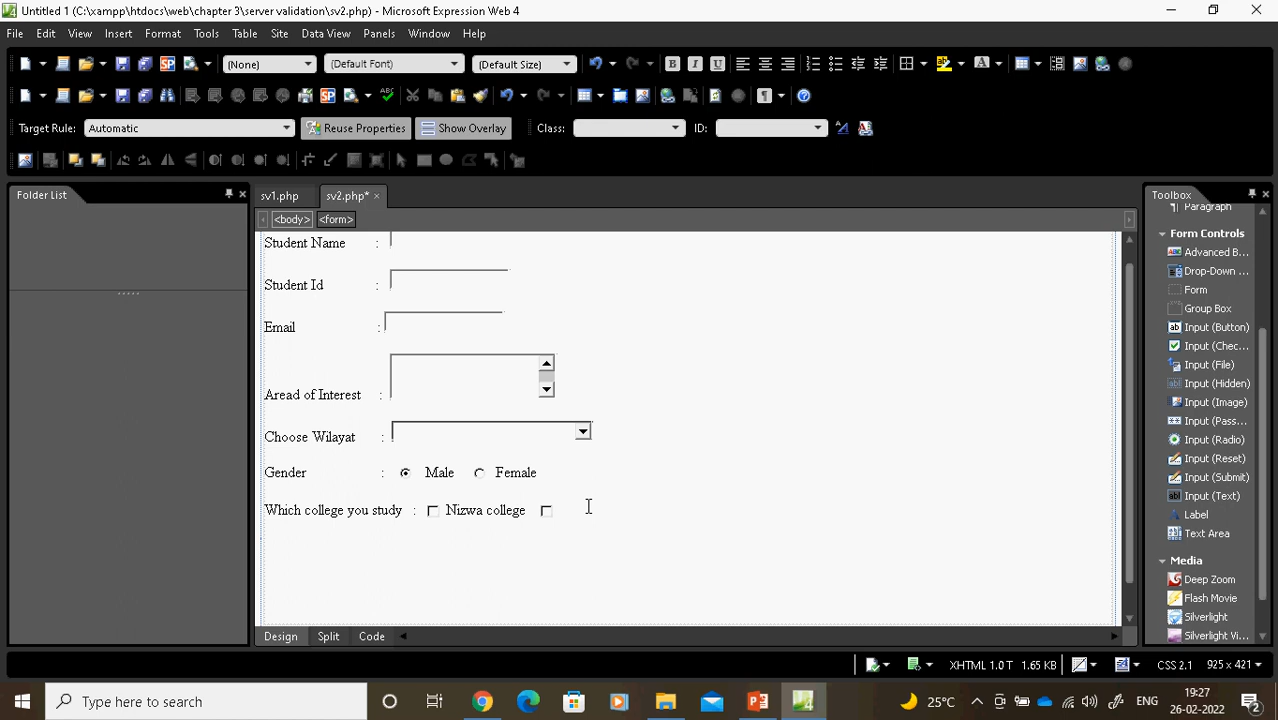 Untitled 1 (C:\xampp\htdocs\web\chapter 3\server validation\sv2.php) - Microsoft Expression Web 4
File Edit View Insert Format Tools Table Site Data View Panels Window Help
(None) (Default Font) (Default Size) B I U A
Target Rule: Automatic Reuse Properties Show Overlay Class: ID:
Folder List
sv1.php sv2.php*
Toolbox
<body> <form>
Paragraph
Form Controls
Advanced B...
Drop-Down ...
Form
Group Box
Input (Button)
Input (Chec...
Input (File)
Input (Hidden)
Input (Image)
Input (Pass...
Input (Radio)
Input (Reset)
Input (Submit)
Input (Text)
Label
Text Area
Media
Deep Zoom
Flash Movie
Silverlight
Silverlight Vi...
Student Name :
Student Id :
Email :
Aread of Interest :
Choose Wilayat :
Gender : Male Female
Which college you study : Nizwa college
Design Split Code
XHTML 1.0 T 1.65 KB CSS 2.1 925 x 421
Type here to search
25°C ENG
19:27
26-02-2022
2